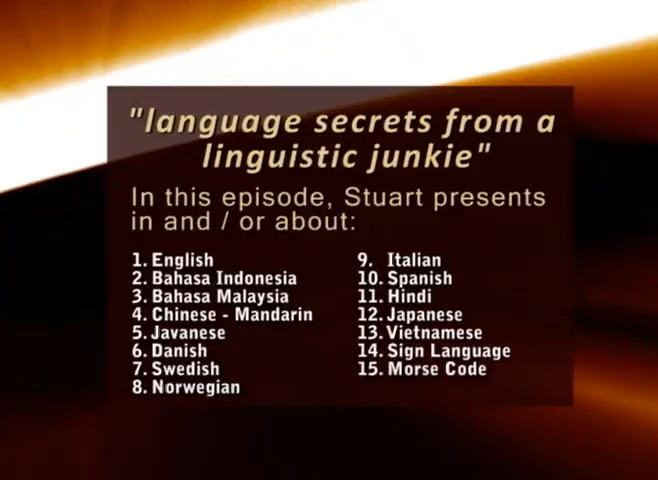 "language secrets from a
linguistic junkie"
In this episode, Stuart presents
in and / or about:
1. English
2. Bahasa Indonesia
3. Bahasa Malaysia
4. Chinese - Mandarin
5. Javanese
6. Danish
7. Swedish
8. Norwegian
9. Italian
10. Spanish
11. Hindi
12. Japanese
13. Vietnamese
14. Sign Language
15. Morse Code